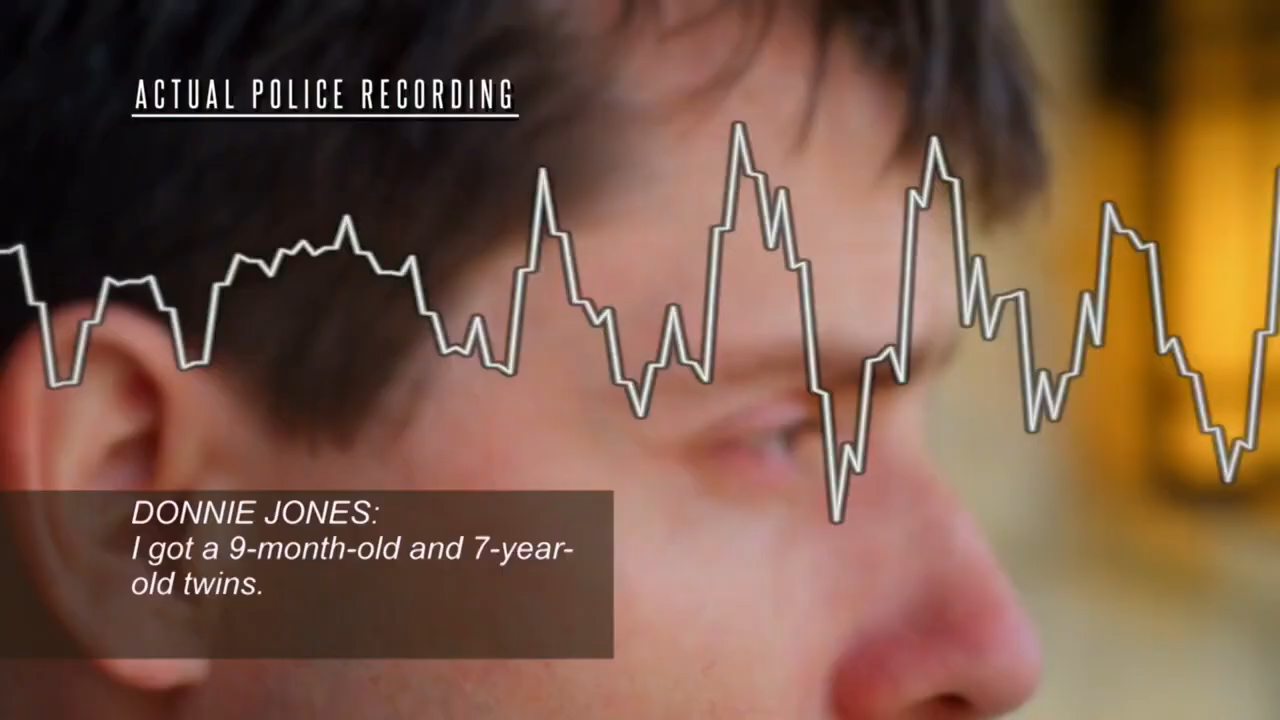 ACTUAL POLICE RECORDING
DONNIE JONES:
I got a 9-month-old and 7-year-
old twins.